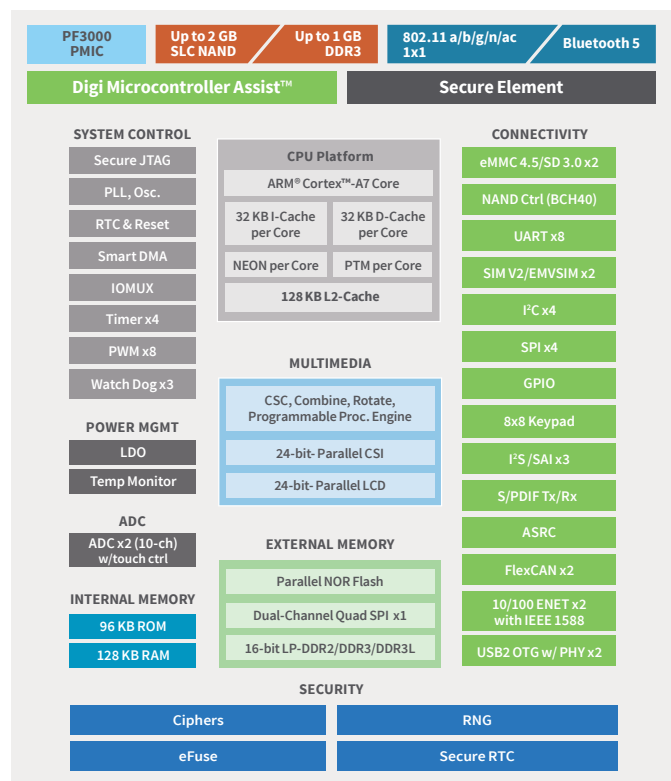 PF3000
PMIC
Up to 2 GB
SLC NAND
Up to 1 GB
DDR3
802.11 a/b/g/n/ac
1x1
Bluetooth 5
Digi Microcontroller Assist™
Secure Element
SYSTEM CONTROL
Secure JTAG
PLL, Osc.
RTC & Reset
Smart DMA
IOMUX
Timer x4
PWM x8
Watch Dog x3
POWER MGMT
LDO
Temp Monitor
ADC
ADC x2 (10-ch)
w/touch ctrl
INTERNAL MEMORY
96 KB ROM
128 KB RAM
CPU Platform
ARM® Cortex™-A7 Core
32 KB I-Cache
per Core
32 KB D-Cache
per Core
NEON per Core
PTM per Core
128 KB L2-Cache
MULTIMEDIA
CSC, Combine, Rotate,
Programmable Proc. Engine
24-bit- Parallel CSI
24-bit- Parallel LCD
EXTERNAL MEMORY
Parallel NOR Flash
Dual-Channel Quad SPI x1
16-bit LP-DDR2/DDR3/DDR3L
CONNECTIVITY
eMMC 4.5/SD 3.0 x2
NAND Ctrl (BCH40)
UART x8
SIM V2/EMVSIM x2
I²C x4
SPI x4
GPIO
8x8 Keypad
I²S /SAI x3
S/PDIF Tx/Rx
ASRC
FlexCAN x2
10/100 ENET x2
with IEEE 1588
USB2 OTG w/ PHY x2
SECURITY
Ciphers
RNG
eFuse
Secure RTC